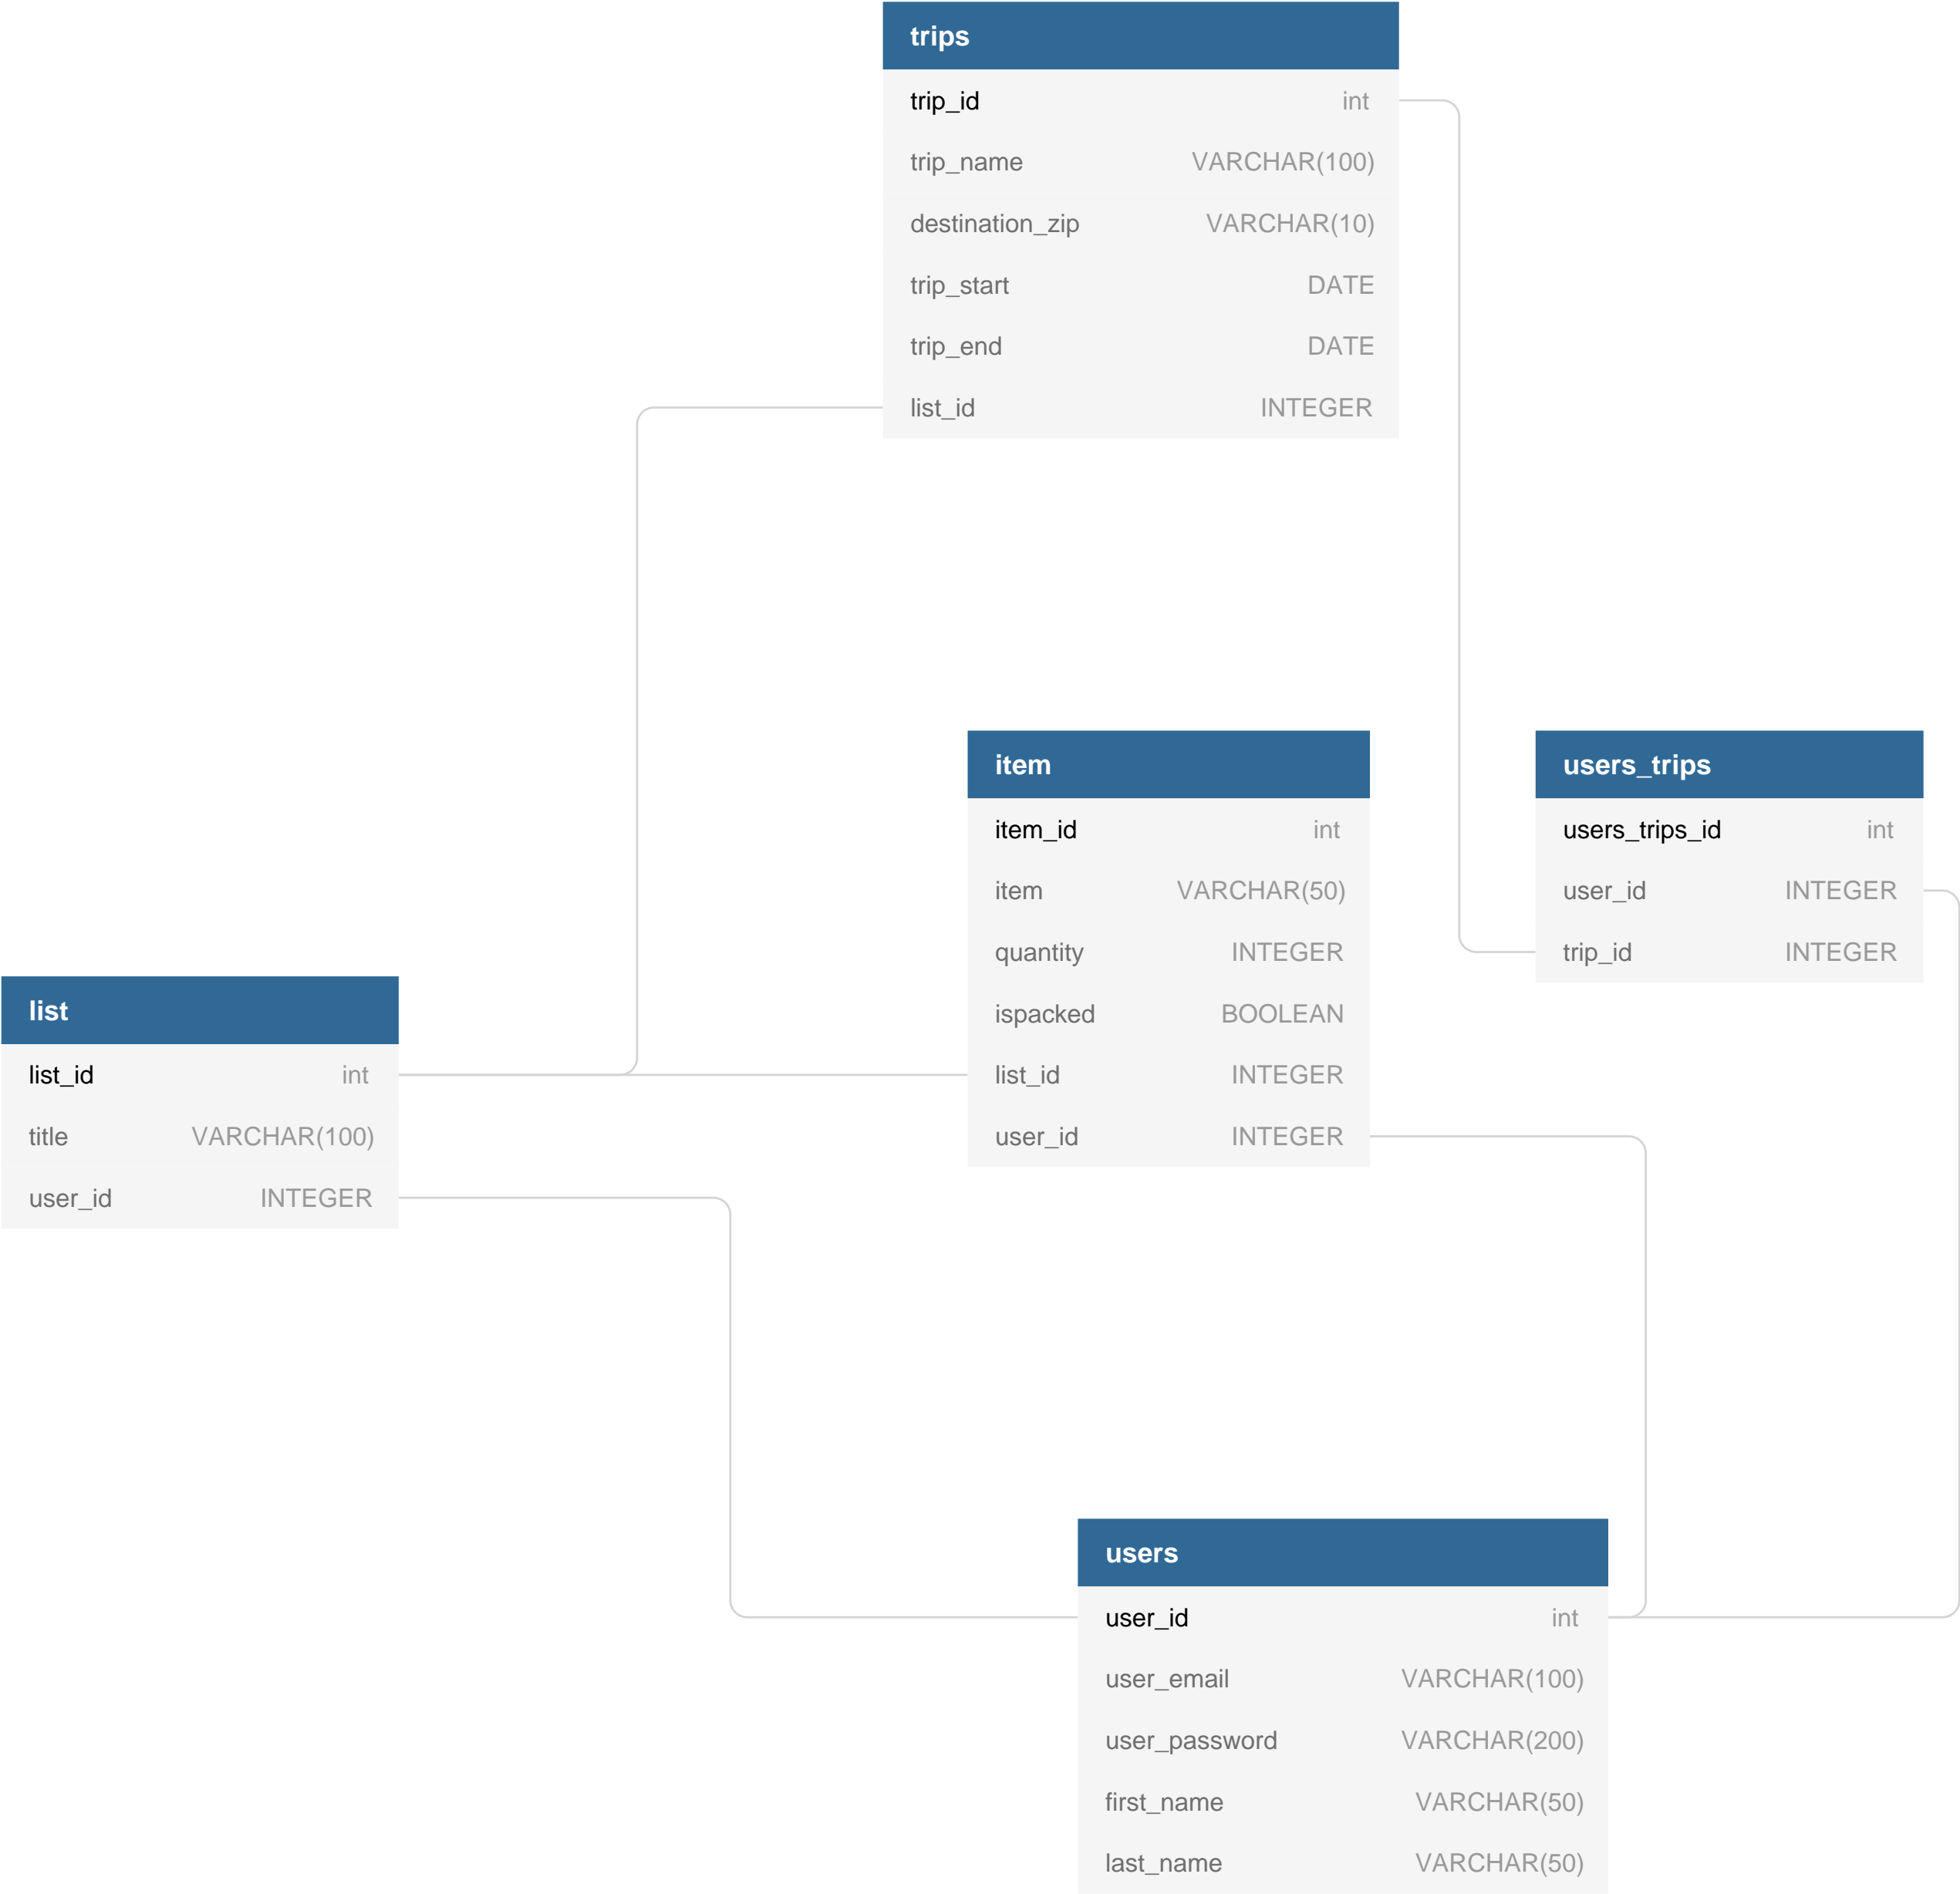 trips
trip_id int
trip_name VARCHAR(100)
destination_zip VARCHAR(10)
trip_start DATE
trip_end DATE
list_id INTEGER
item
item_id int
item VARCHAR(50)
quantity INTEGER
ispacked BOOLEAN
list_id INTEGER
user_id INTEGER
users_trips
users_trips_id int
user_id INTEGER
trip_id INTEGER
list
list_id int
title VARCHAR(100)
user_id INTEGER
users
user_id int
user_email VARCHAR(100)
user_password VARCHAR(200)
first_name VARCHAR(50)
last_name VARCHAR(50)